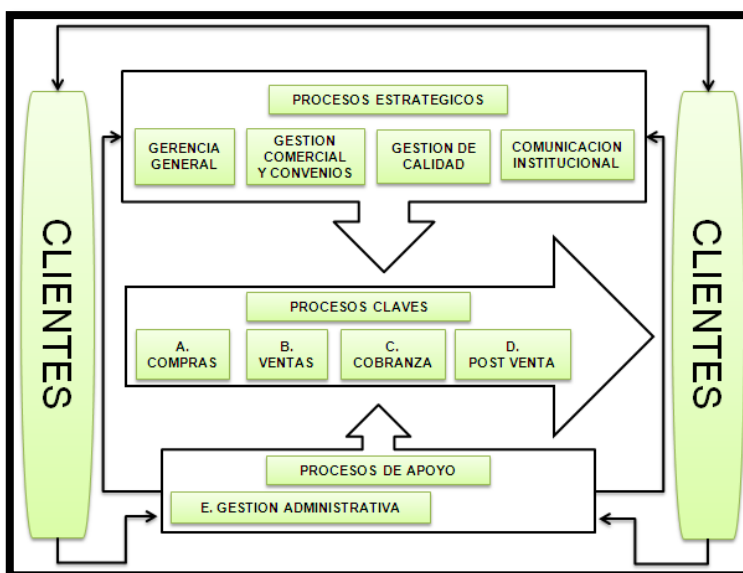 CLIENTES
PROCESOS ESTRATEGICOS
GERENCIA
GENERAL
GESTION
COMERCIAL
Y CONVENIOS
GESTION DE
CALIDAD
COMUNICACION
INSTITUCIONAL
PROCESOS CLAVES
A.
COMPRAS
B.
VENTAS
C.
COBRANZA
D.
POST VENTA
PROCESOS DE APOYO
E. GESTION ADMINISTRATIVA
CLIENTES